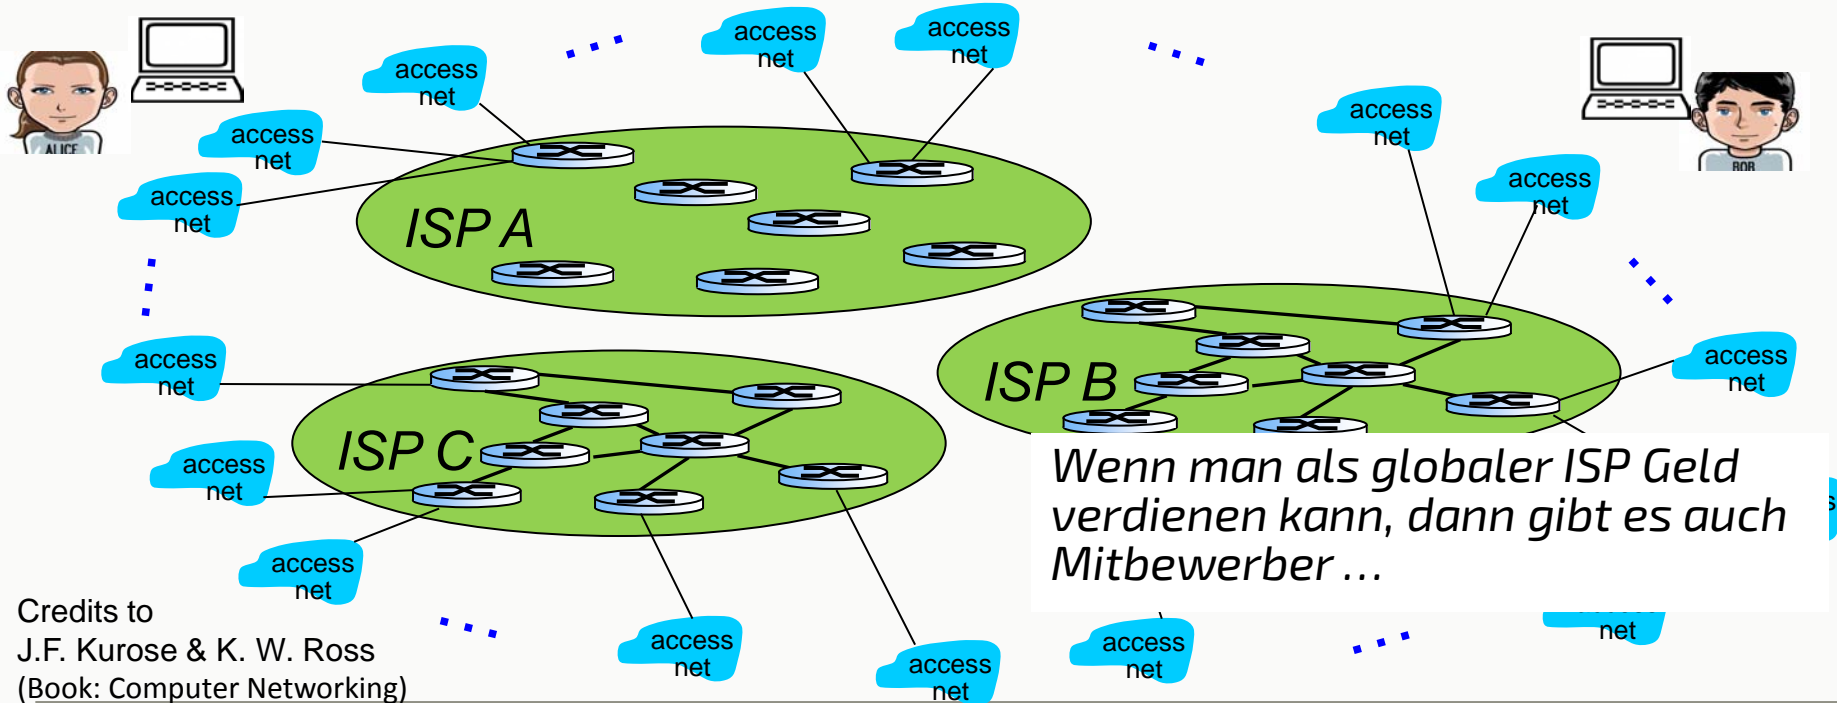 access
net
access
net
access
net
access
net
access
net
ALICE
access
net
access
net
BOB
access
net
access
net
ISP A
access
net
ISP B
access
net
ISP C
access
net
Wenn man als globaler ISP Geld
verdienen kann, dann gibt es auch
Mitbewerber ...
access
net
Credits to
J.F. Kurose & K. W. Ross
(Book: Computer Networking)
access
net
access
net
access
net
net